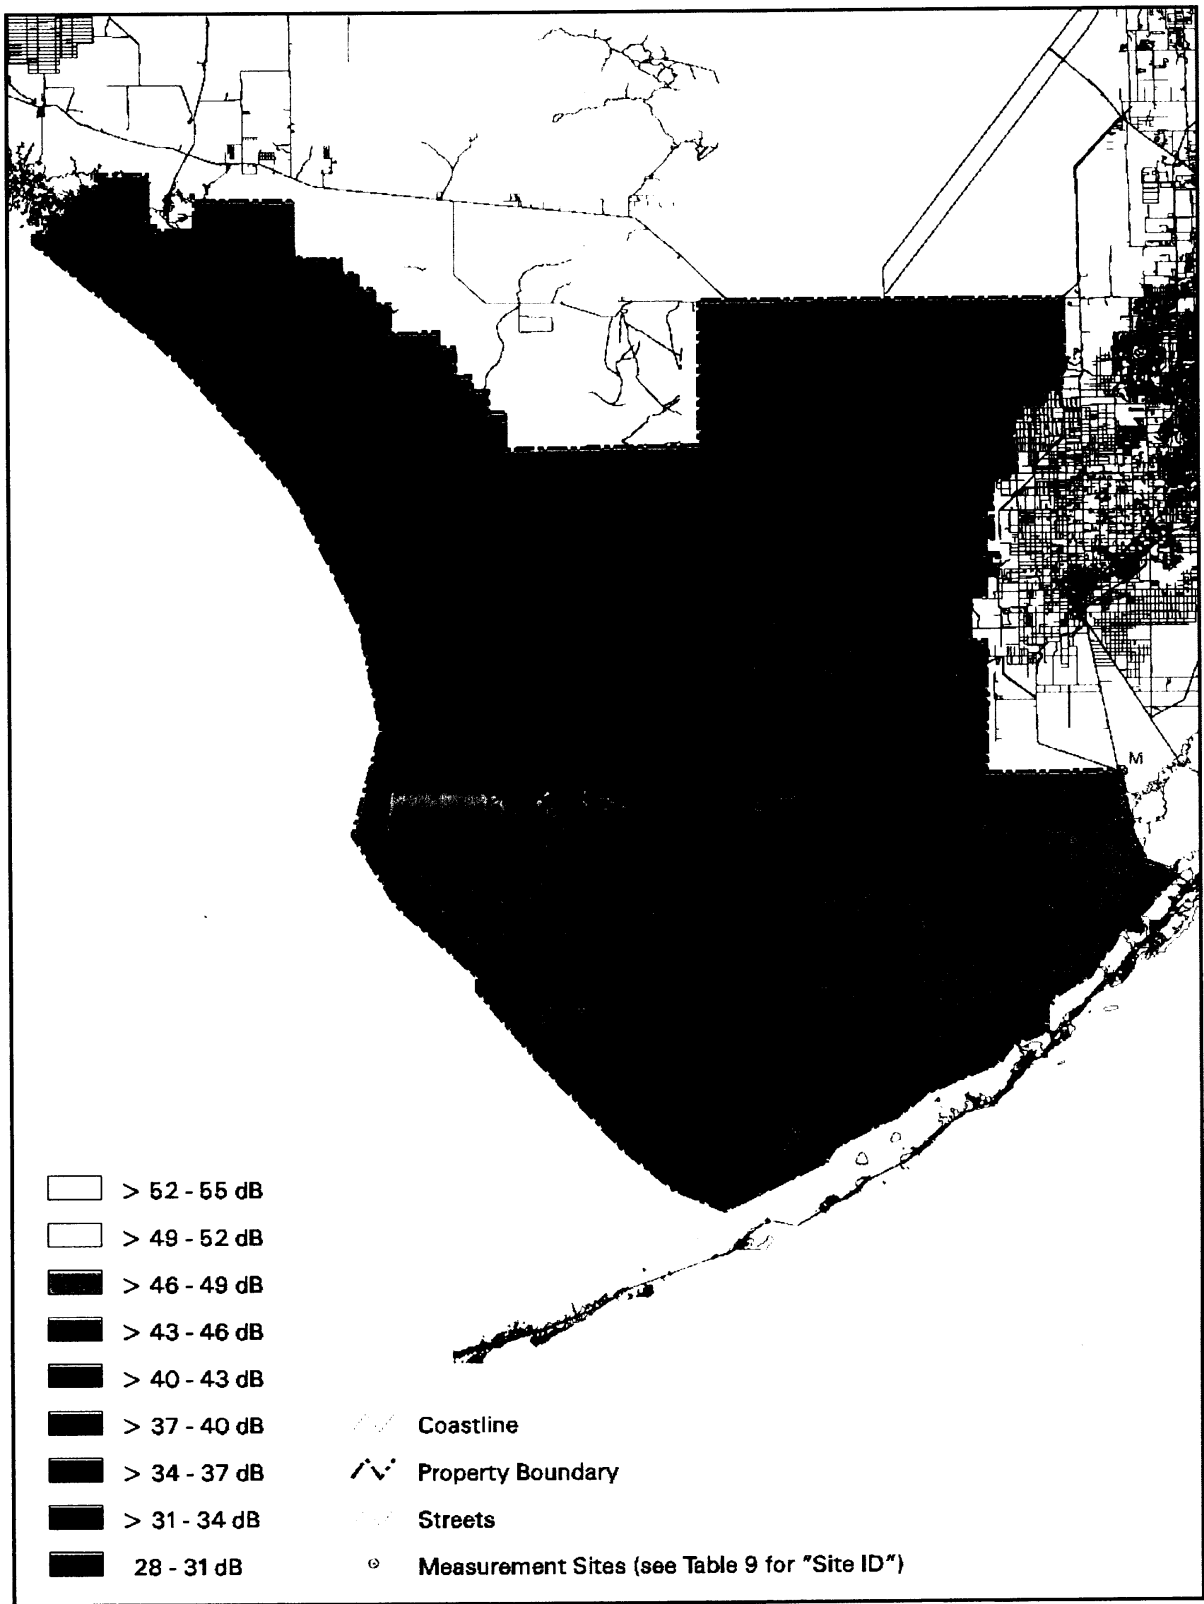 M
> 52 - 55 dB
> 49 - 52 dB
> 46 - 49 dB
> 43 - 46 dB
> 40 - 43 dB
> 37 - 40 dB
> 34 - 37 dB
> 31 - 34 dB
28 - 31 dB
Coastline
Property Boundary
Streets
Measurement Sites (see Table 9 for "Site ID")